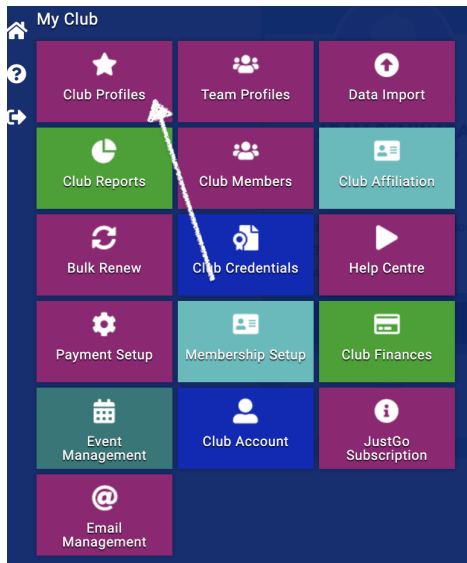 My Club
Club Profiles
Team Profiles
Data Import
Club Reports
Club Members
Club Affiliation
Bulk Renew
Club Credentials
Help Centre
Payment Setup
Membership Setup
Club Finances
Event
Management
Club Account
JustGo
Subscription
Email
Management